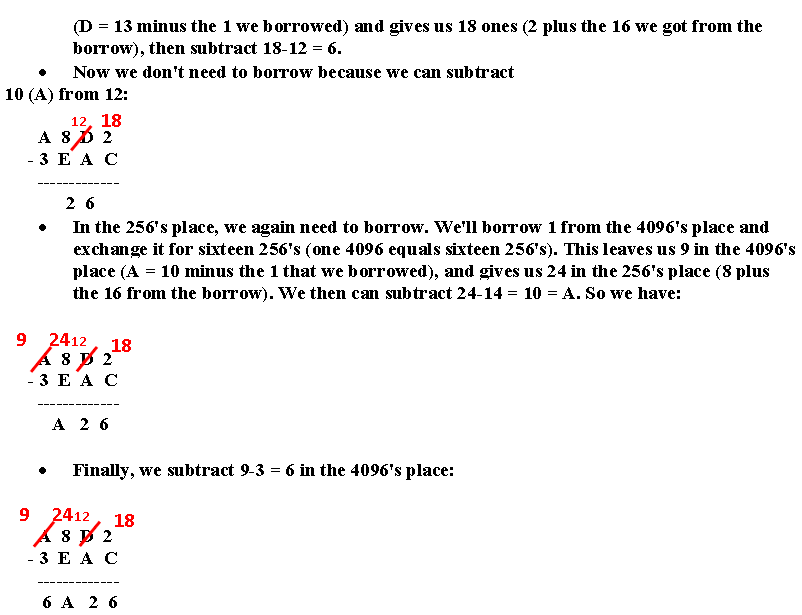 (D = 13 minus the 1 we borrowed) and gives us 18 ones (2 plus the 16 we got from the
borrow), then subtract 18-12 = 6.
• Now we don't need to borrow because we can subtract
10 (A) from 12:
12 18
A 8 D 2
- 3 E A C
-------------
2 6
• In the 256's place, we again need to borrow. We'll borrow 1 from the 4096's place and
exchange it for sixteen 256's (one 4096 equals sixteen 256's). This leaves us 9 in the 4096's
place (A = 10 minus the 1 that we borrowed), and gives us 24 in the 256's place (8 plus
the 16 from the borrow). We then can subtract 24-14 = 10 = A. So we have:
9 24 12 18
A 8 D 2
- 3 E A C
-------------
A 2 6
• Finally, we subtract 9-3 = 6 in the 4096's place:
9 24 12 18
A 8 D 2
- 3 E A C
-------------
6 A 2 6